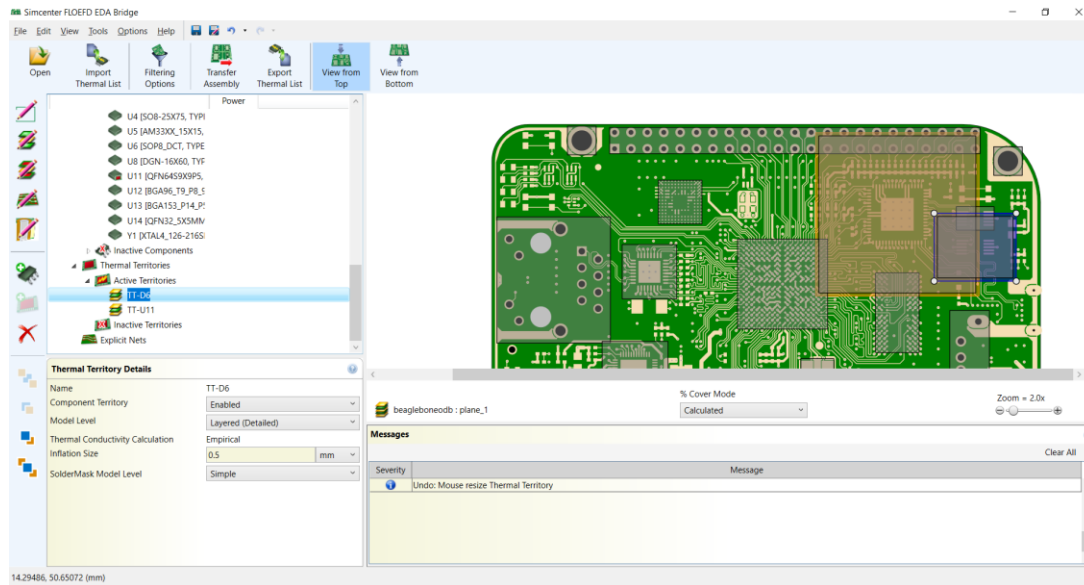 Simcenter FLOEFD EDA Bridge
File Edit View Tools Options Help
Open
Import Thermal List
Filtering Options
Transfer Assembly
Export Thermal List
View from Top
View from Bottom
Power
U4 [SO8-25X75, TYPI
U5 [AM33XX_15X15,
U6 [SOP8_DCT, TYPE
U8 [DGN-16X60, TYF
U11 [QFN64S9X9P5,
U12 [BGA96_T9_P8_9
U13 [BGA153_P14_P5
U14 [QFN32_5X5MM
Y1 [XTAL4_126-216S
Inactive Components
Thermal Territories
Active Territories
TT-D6
TT-U11
Inactive Territories
Explicit Nets
Thermal Territory Details
Name TT-D6
Component Territory Enabled
Model Level Layered (Detailed)
Thermal Conductivity Calculation Empirical
Inflation Size 0.5 mm
SolderMask Model Level Simple
beagleboneodb : plane_1
% Cover Mode
Calculated
Zoom = 2.0x
Messages
Clear All
Severity Message
Undo: Mouse resize Thermal Territory
14.29486, 50.65072 (mm)